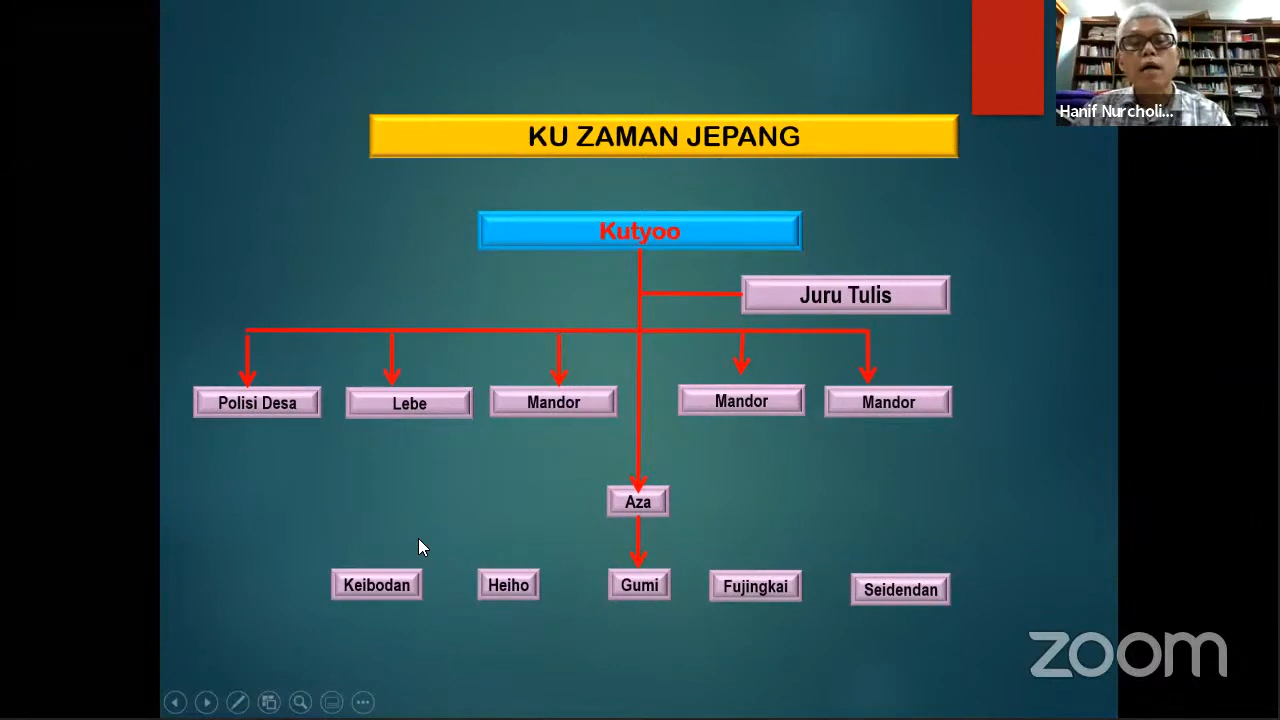 Hanif Nurcholi...
KU ZAMAN JEPANG
Kutyoo
Juru Tulis
Polisi Desa
Lebe
Mandor
Mandor
Mandor
Aza
Keibodan
Heiho
Gumi
Fujingkai
Seidendan
zoom